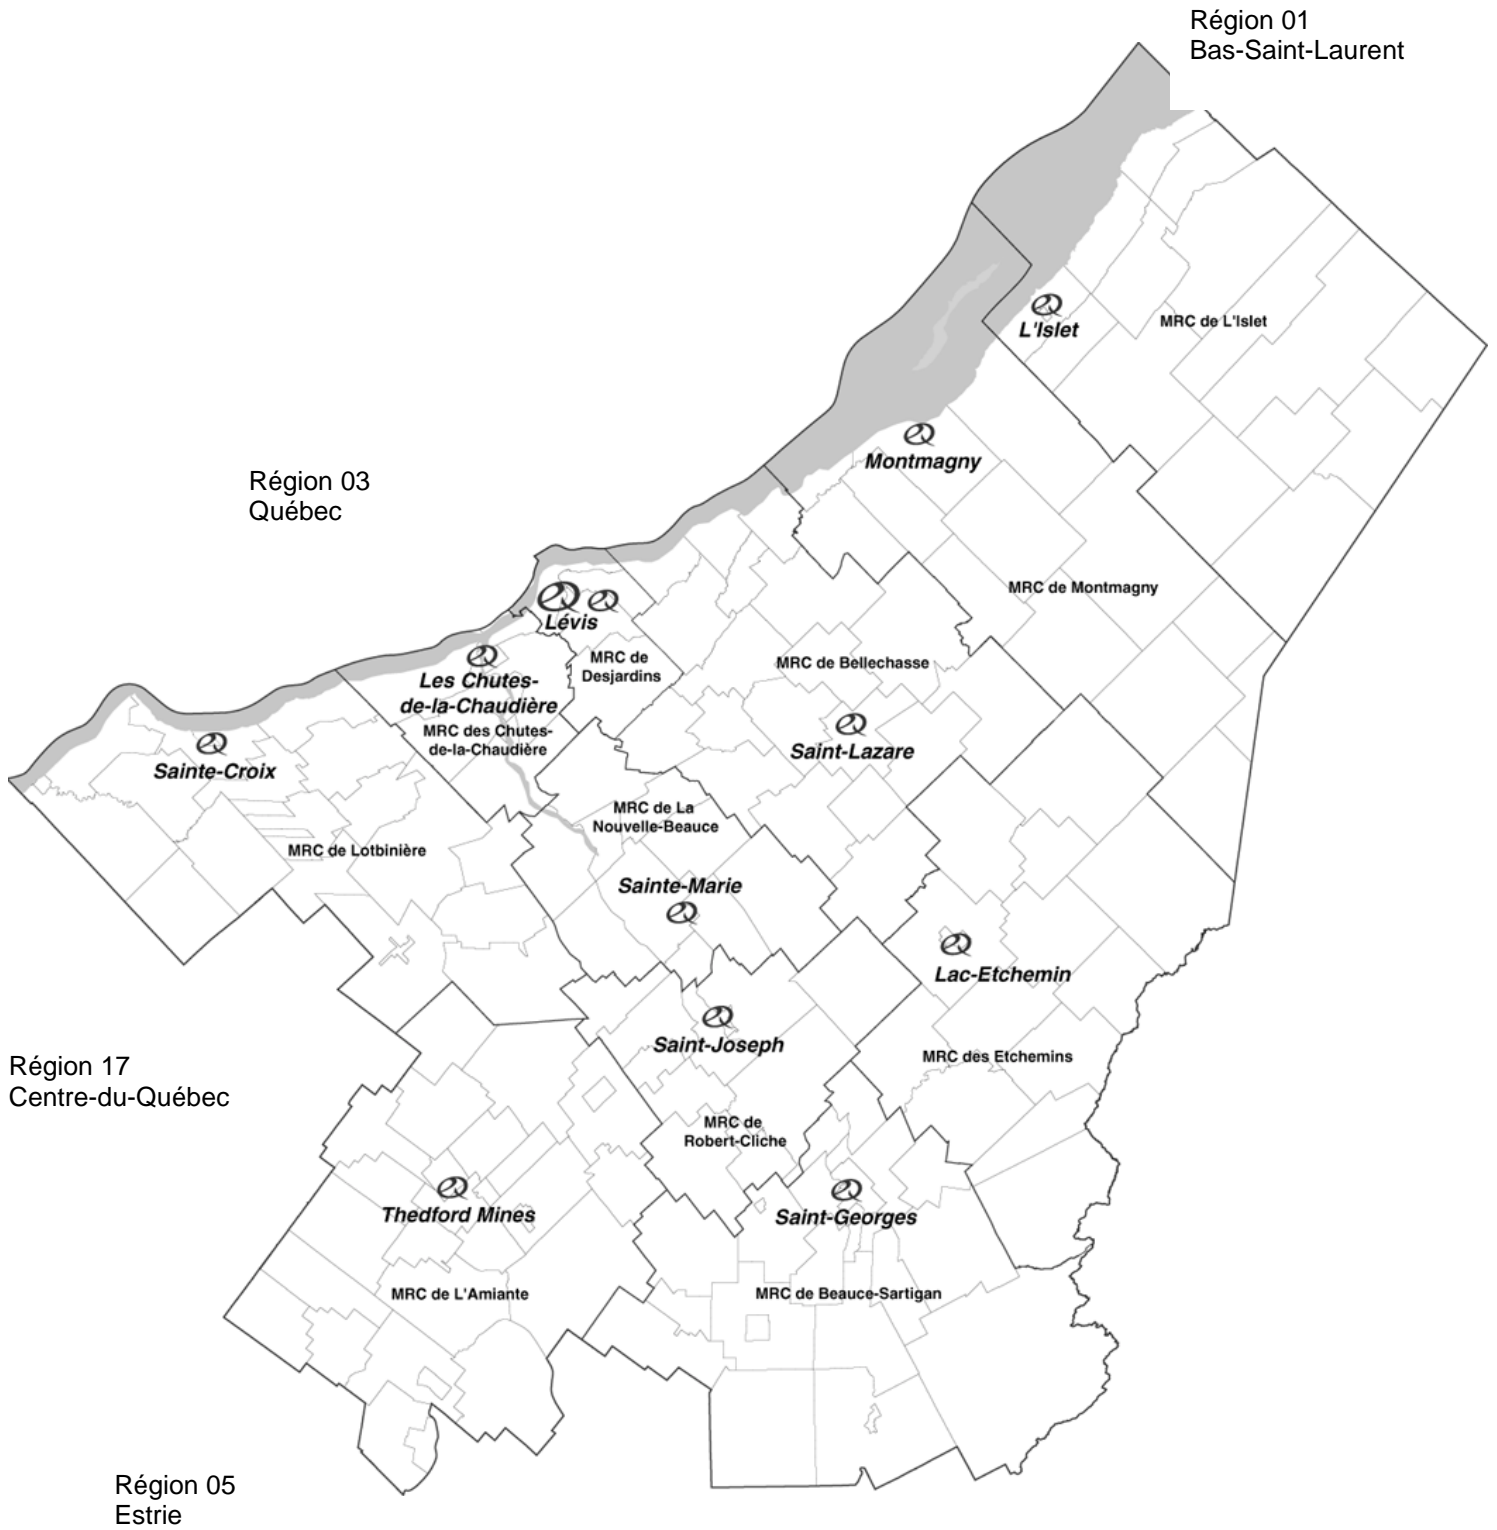 Région 01
Bas-Saint-Laurent
L'Islet
MRC de L'Islet
Montmagny
Région 03
Québec
MRC de Montmagny
Lévis
MRC de
Desjardins
MRC de Bellechasse
Les Chutes-
de-la-Chaudière
MRC des Chutes-
de-la-Chaudière
Saint-Lazare
Sainte-Croix
MRC de La
Nouvelle-Beauce
MRC de Lotbinière
Sainte-Marie
Lac-Etchemin
Saint-Joseph
MRC des Etchemins
Région 17
Centre-du-Québec
MRC de
Robert-Cliche
Thedford Mines
Saint-Georges
MRC de L'Amiante
MRC de Beauce-Sartigan
Région 05
Estrie